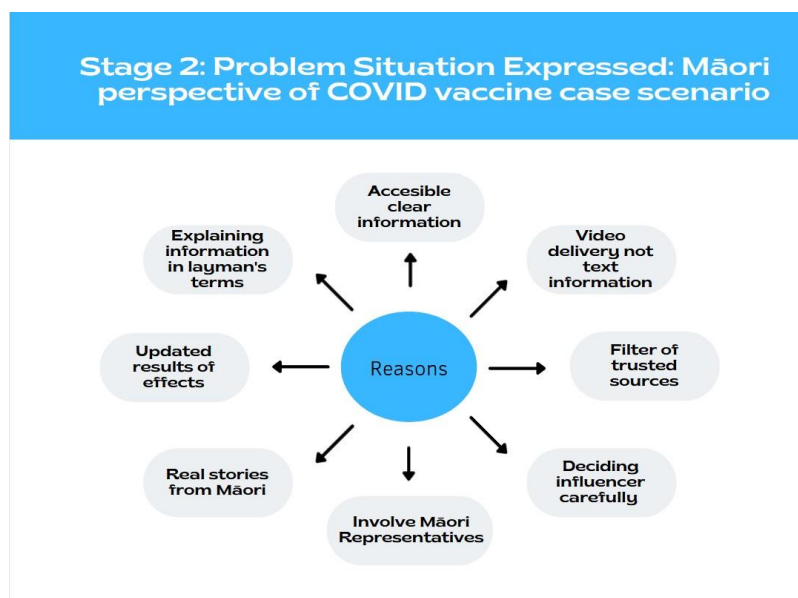 Stage 2: Problem Situation Expressed: Māori
perspective of COVID vaccine case scenario
Accesible
clear
information
Explaining
information
in layman's
terms
Video
delivery not
text
information
Updated
results of
effects
Reasons
Filter of
trusted
sources
Real stories
from Māori
Deciding
influencer
carefully
Involve Māori
Representatives